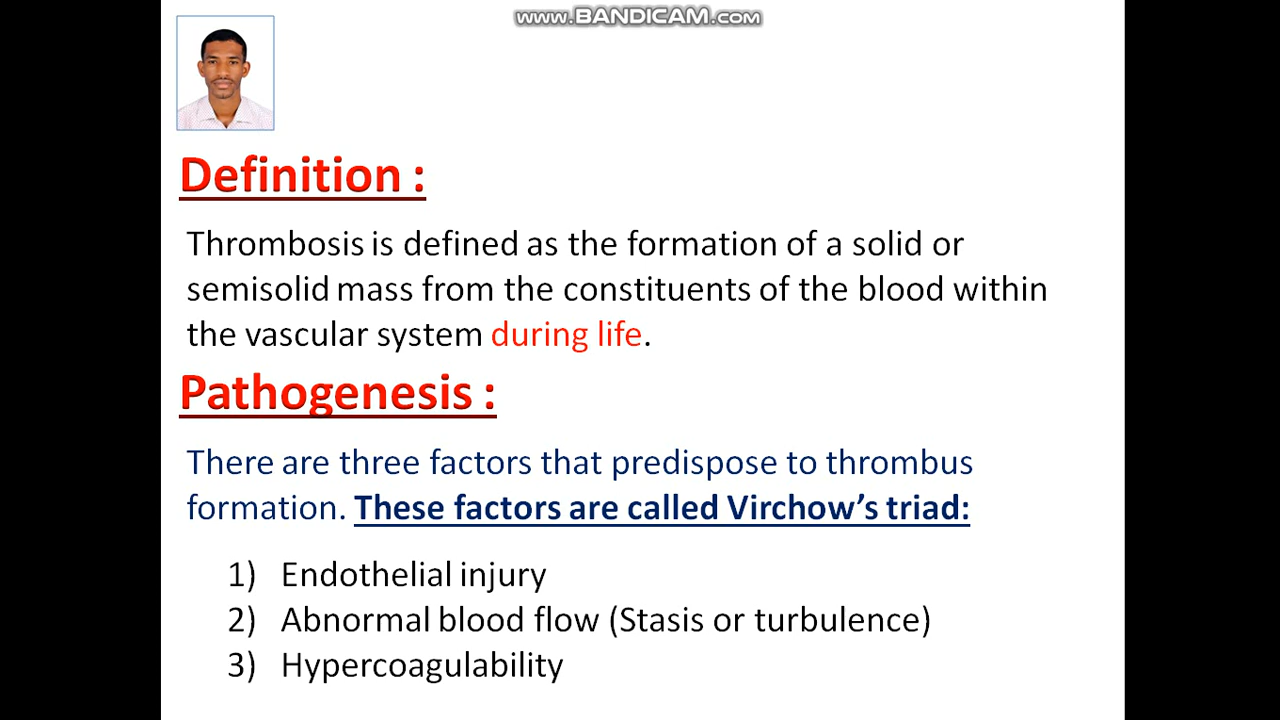 www.BANDICAM.com
Definition :
Thrombosis is defined as the formation of a solid or
semisolid mass from the constituents of the blood within
the vascular system during life.
Pathogenesis :
There are three factors that predispose to thrombus
formation. These factors are called Virchow’s triad:
1) Endothelial injury
2) Abnormal blood flow (Stasis or turbulence)
3) Hypercoagulability